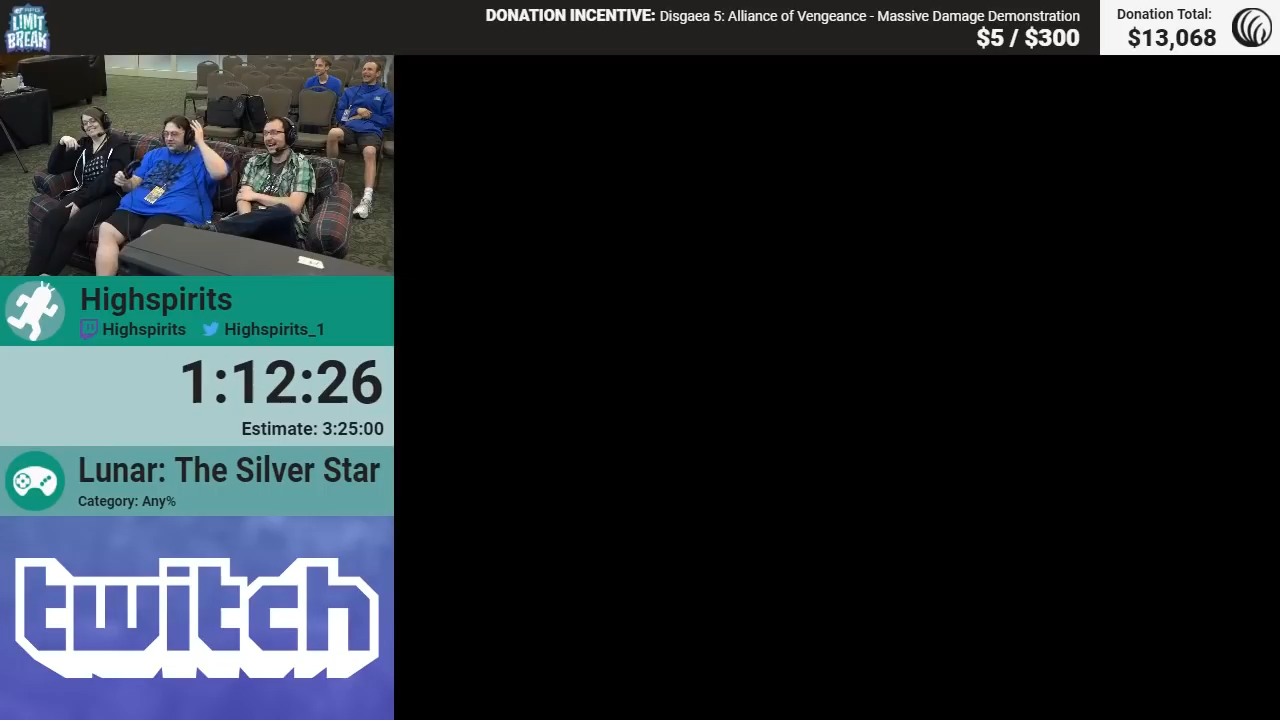 RPG
LIMIT
BREAK
DONATION INCENTIVE: Disgaea 5: Alliance of Vengeance - Massive Damage Demonstration
$5 / $300
Donation Total:
$13,068
Highspirits
Highspirits Highspirits_1
1:12:26
Estimate: 3:25:00
Lunar: The Silver Star
Category: Any%
twitch